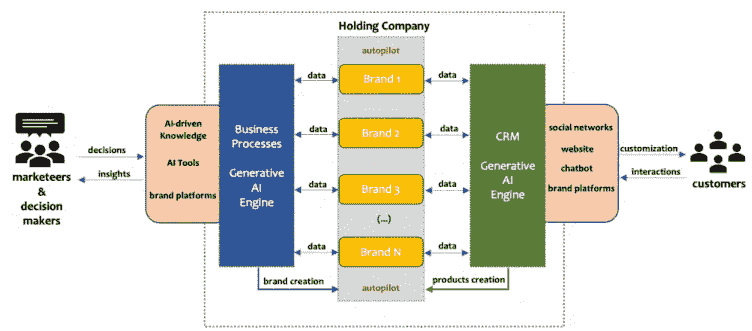 Holding Company
autopilot
data
Brand 1
data
AI-driven
Knowledge
AI Tools
brand platforms
Business
Processes
Generative
AI
Engine
data
Brand 2
data
CRM
Generative
AI
Engine
social networks
website
chatbot
brand platforms
decisions
insights
marketeers
&
decision
makers
customization
interactions
customers
data
Brand 3
data
(...)
data
Brand N
data
brand creation
autopilot
products creation